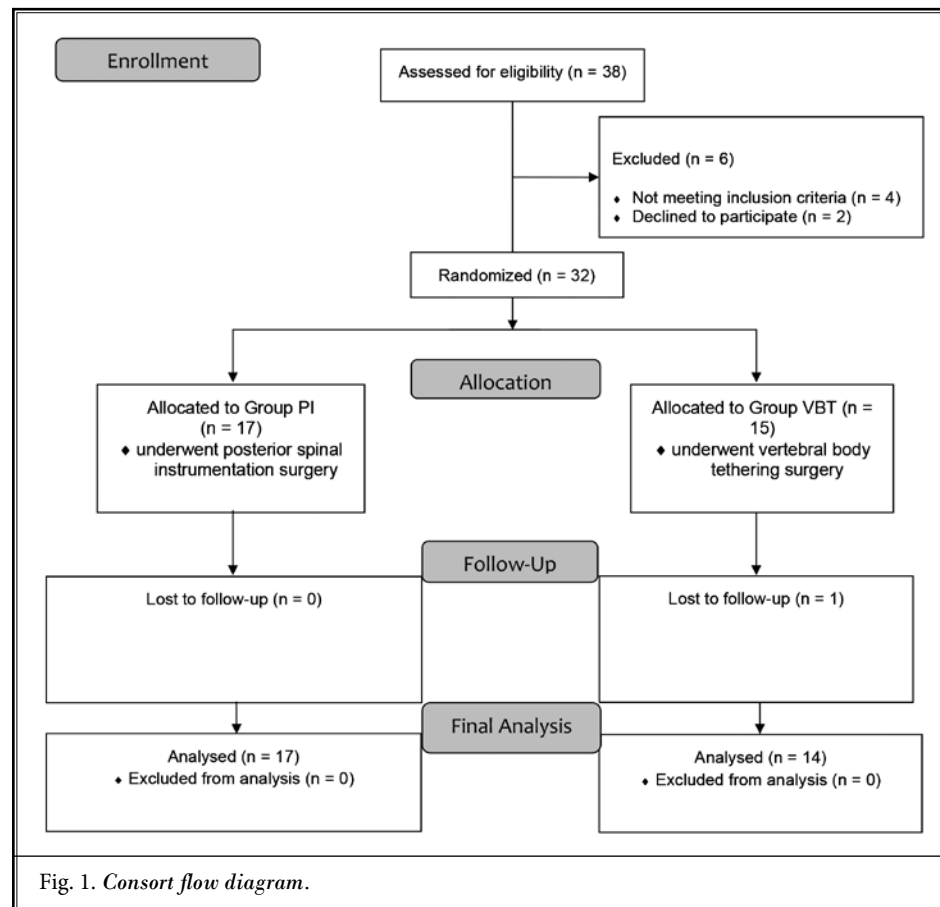 Enrollment
Assessed for eligibility (n = 38)
Excluded (n = 6)
♦ Not meeting inclusion criteria (n = 4)
♦ Declined to participate (n = 2)
Randomized (n = 32)
Allocation
Allocated to Group PI
(n = 17)
♦ underwent posterior spinal
instrumentation surgery
Allocated to Group VBT (n =
15)
♦ underwent vertebral body
tethering surgery
Follow-Up
Lost to follow-up (n = 0)
Lost to follow-up (n = 1)
Final Analysis
Analysed (n = 17)
♦ Excluded from analysis (n = 0)
Analysed (n = 14)
♦ Excluded from analysis (n = 0)
Fig. 1. Consort flow diagram.